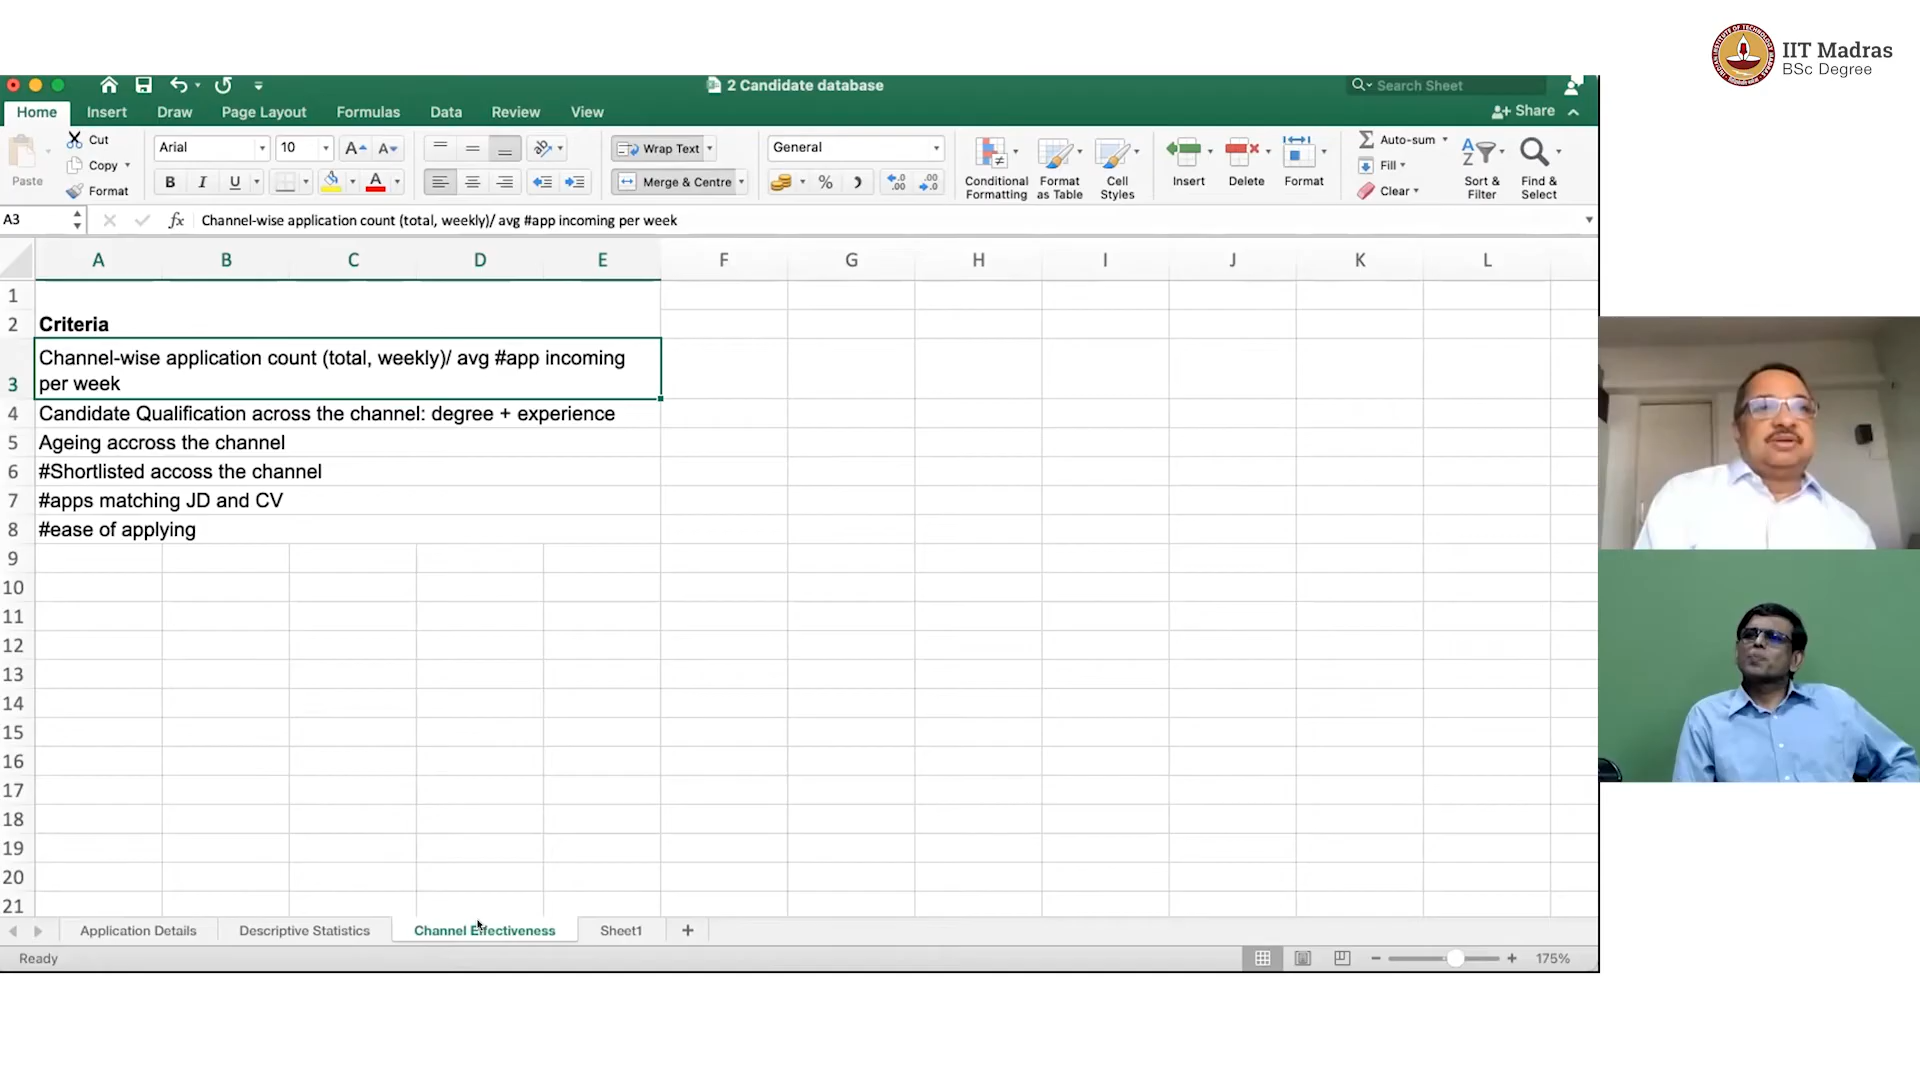 IIT Madras
BSc Degree
2 Candidate database
Search Sheet
Home Insert Draw Page Layout Formulas Data Review View
Share
Paste
Cut
Copy
Format
Arial
10
B I U
Wrap Text
Merge & Centre
General
Conditional Formatting
Format as Table
Cell Styles
Insert
Delete
Format
Auto-sum
Fill
Clear
Sort & Filter
Find & Select
A3
fx Channel-wise application count (total, weekly)/ avg #app incoming per week
A B C D E F G H I J K L
1
2 Criteria
3 Channel-wise application count (total, weekly)/ avg #app incoming
per week
4 Candidate Qualification across the channel: degree + experience
5 Ageing accross the channel
6 #Shortlisted accoss the channel
7 #apps matching JD and CV
8 #ease of applying
9
10
11
12
13
14
15
16
17
18
19
20
21
Application Details Descriptive Statistics Channel Effectiveness Sheet1 +
Ready
175%